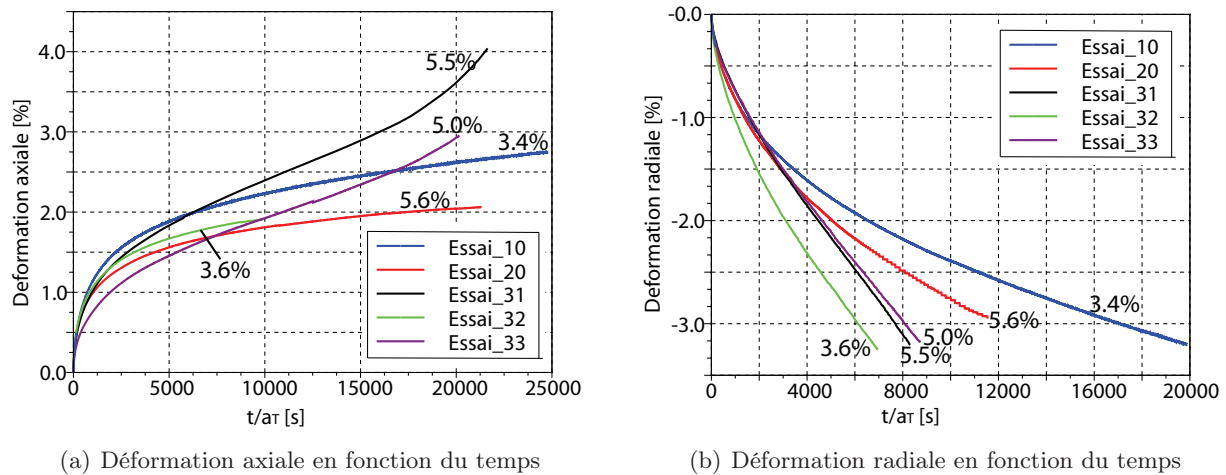 Deformation axiale [%]
4.0
3.0
2.0
1.0
0.0
5.5%
5.0%
3.4%
5.6%
3.6%
Essai_10
Essai_20
Essai_31
Essai_32
Essai_33
0
5000
10000
15000
20000
25000
t/aT [s]
(a) Déformation axiale en fonction du temps
Deformation radiale [%]
-0.0
-1.0
-2.0
-3.0
Essai_10
Essai_20
Essai_31
Essai_32
Essai_33
3.4%
5.6%
5.0%
5.5%
3.6%
0
4000
8000
12000
16000
20000
t/aT [s]
(b) Déformation radiale en fonction du temps